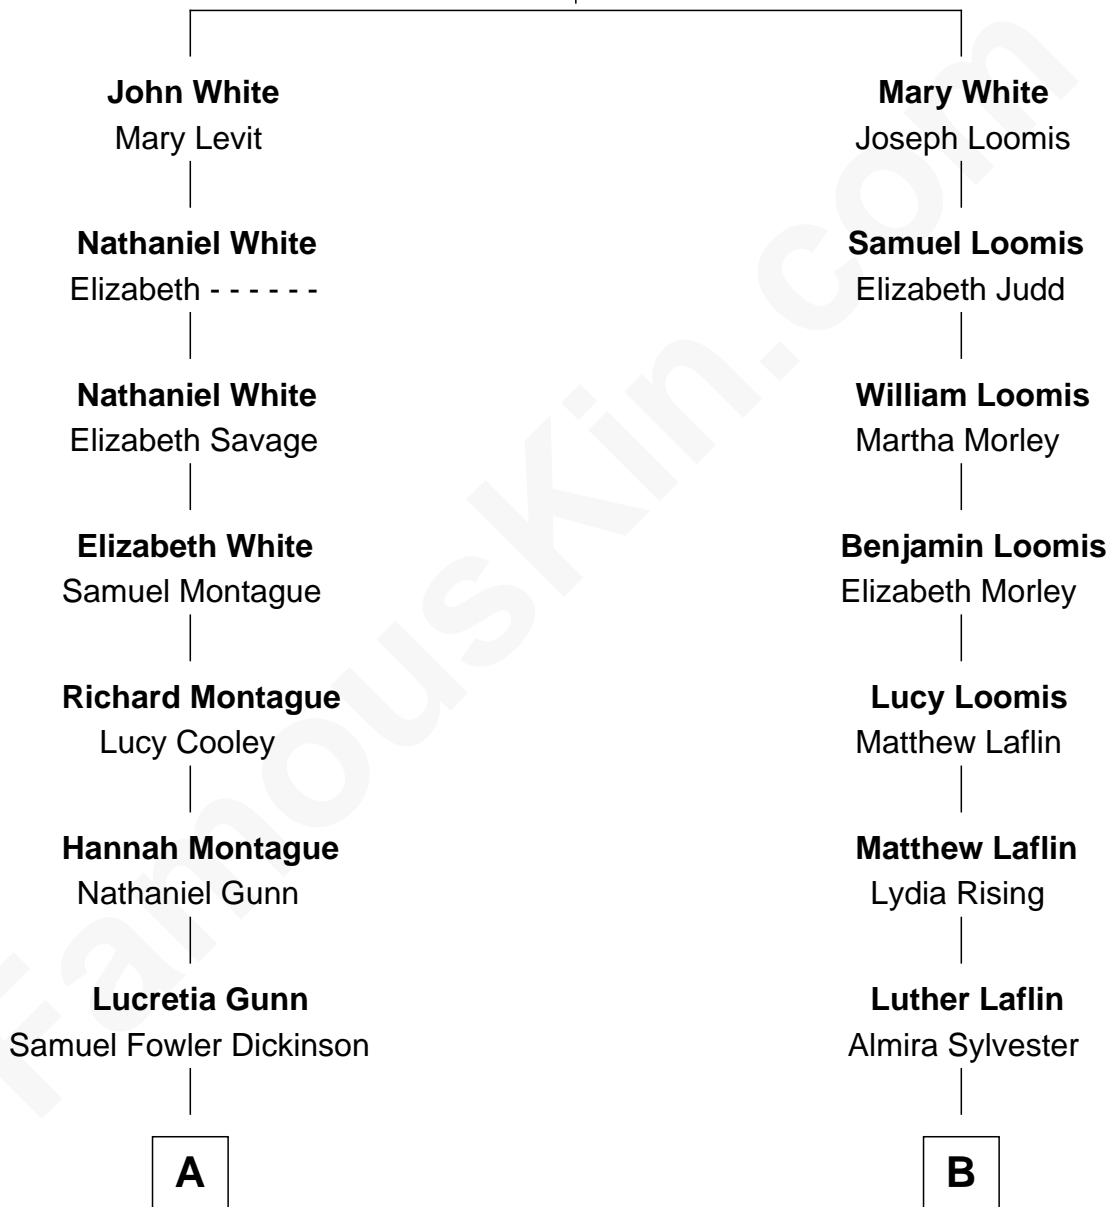 John White
Mary Levit
Nathaniel White
Elizabeth - - - - - -
Nathaniel White
Elizabeth Savage
Elizabeth White
Samuel Montague
Richard Montague
Lucy Cooley
Hannah Montague
Nathaniel Gunn
Lucretia Gunn
Samuel Fowler Dickinson
A
Mary White
Joseph Loomis
Samuel Loomis
Elizabeth Judd
William Loomis
Martha Morley
Benjamin Loomis
Elizabeth Morley
Lucy Loomis
Matthew Laflin
Matthew Laflin
Lydia Rising
Luther Laflin
Almira Sylvester
B
FamousKin.com